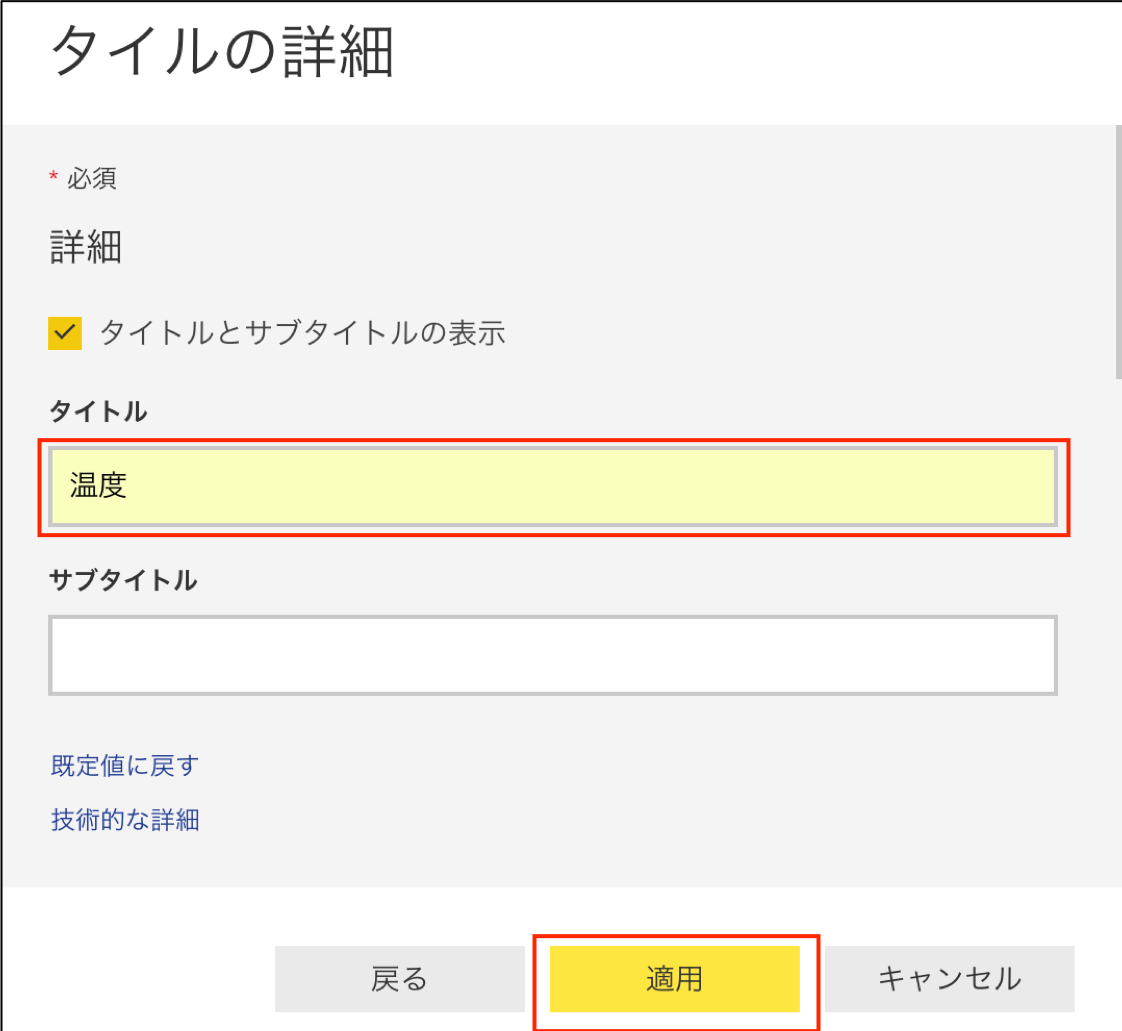 タイルの詳細
* 必須
詳細
タイトルとサブタイトルの表示
タイトル
温度
サブタイトル
既定値に戻す
技術的な詳細
戻る 適用 キャンセル